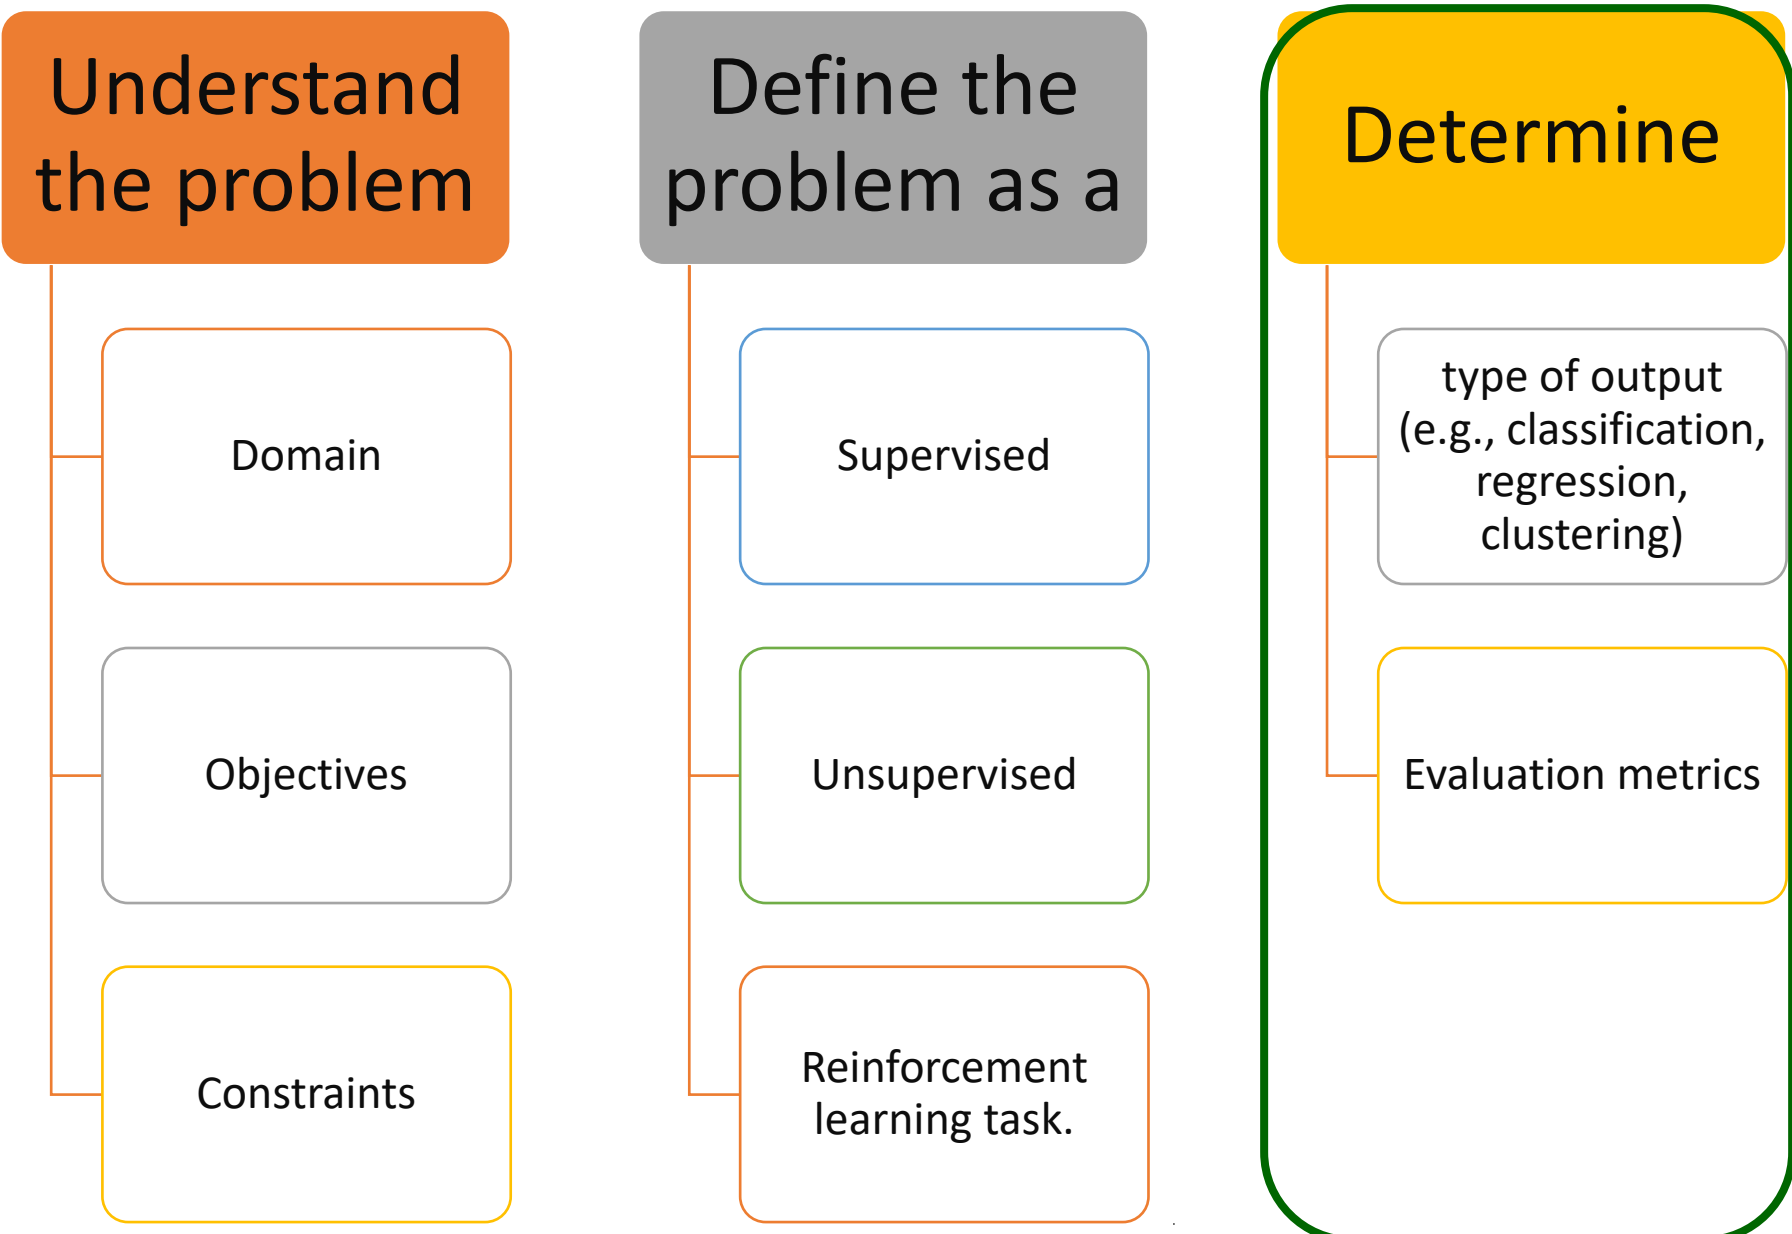 Understand
the problem
Domain
Objectives
Constraints
Define the
problem as a
Supervised
Unsupervised
Reinforcement
learning task.
Determine
type of output
(e.g., classification,
regression,
clustering)
Evaluation metrics